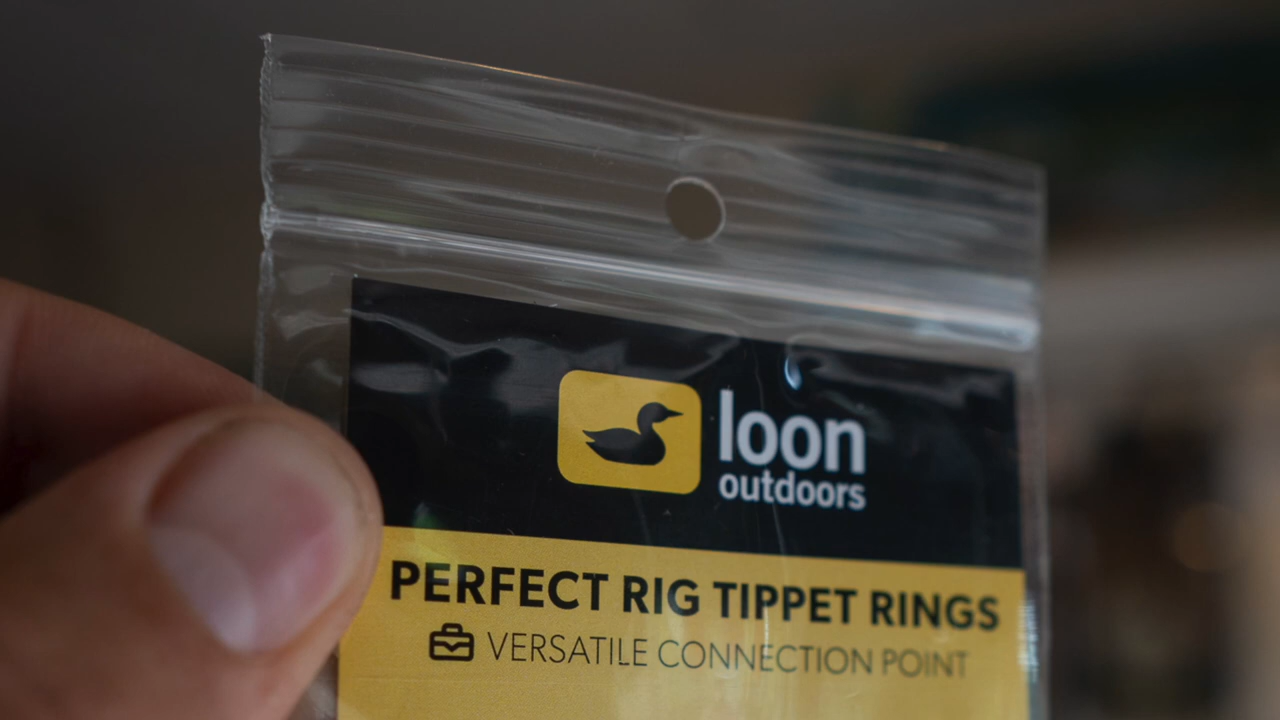 loon
outdoors
PERFECT RIG TIPPET RINGS
VERSATILE CONNECTION POINT